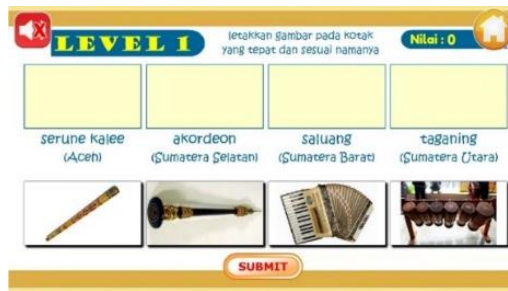 LEVEL 1
letakkan gambar pada kotak
yang tepat dan sesuai namanya
Nilai : 0
serune kalee
(Aceh)
akordeon
(Sumatera Selatan)
saluang
(Sumatera Barat)
taganing
(Sumatera Utara)
SUBMIT